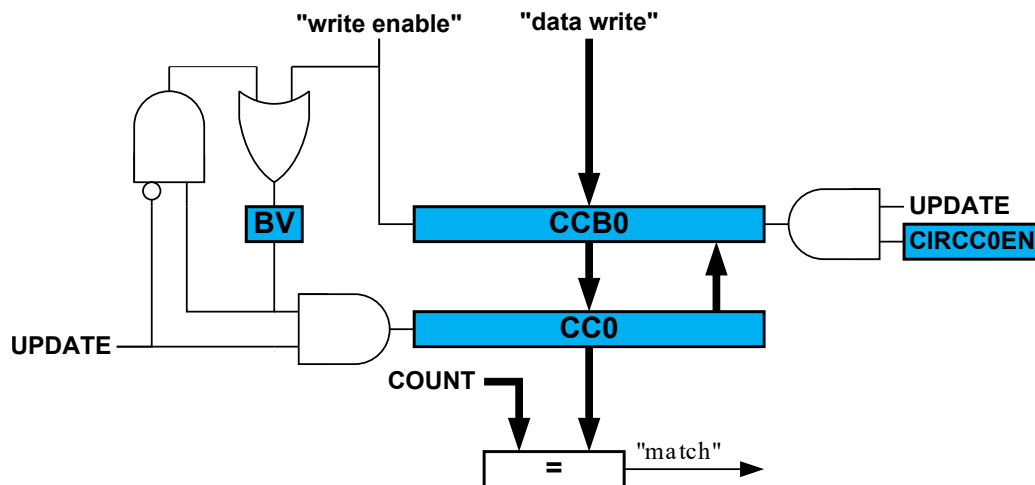 "write enable"
"data write"
BV
CCB0
UPDATE
CIRCC0EN
UPDATE
CC0
COUNT
=
"match"